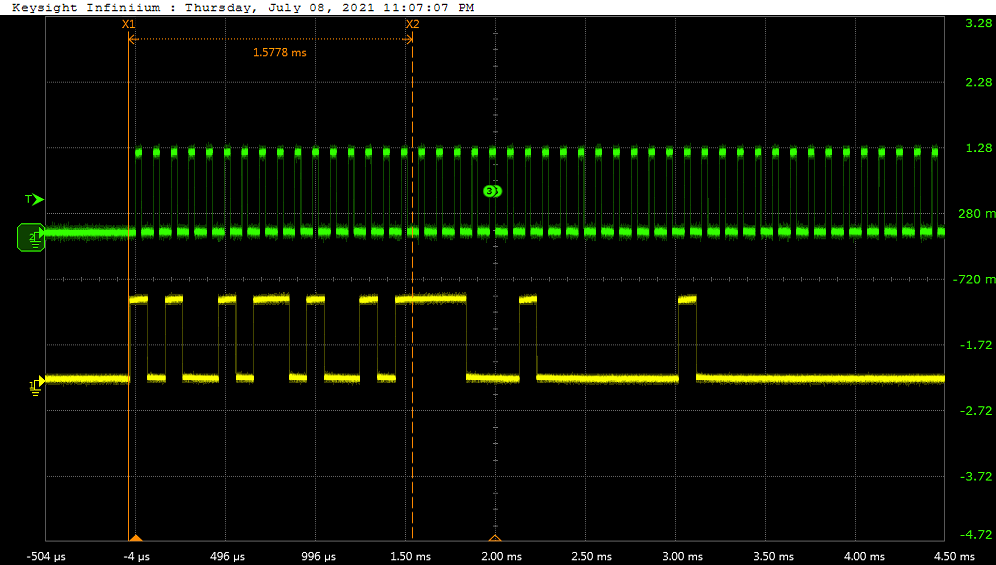 Keysight Infiniium : Thursday, July 08, 2021 11:07:07 PM
X1 X2
3.28
1.5778 ms
2.28
1.28
T
3
280 m
2
-720 m
-1.72
1
-2.72
-3.72
-4.72
-504 µs -4 µs 496 µs 996 µs 1.50 ms 2.00 ms 2.50 ms 3.00 ms 3.50 ms 4.00 ms 4.50 ms